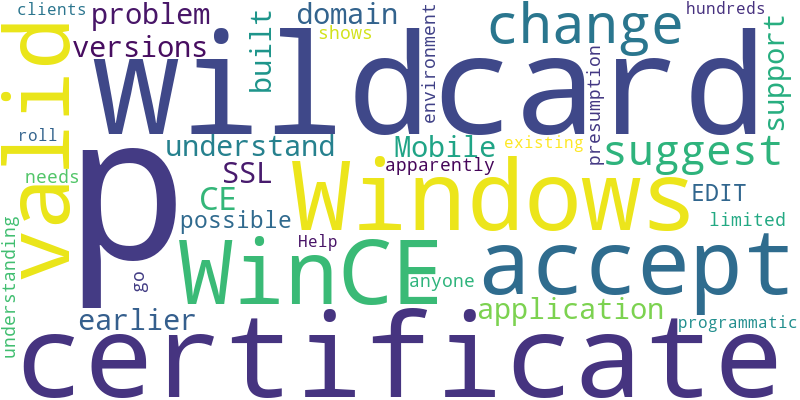 clients
problem
domain
hundreds
change
shows
versions
built
environment
valid
wildcard
support
presumption
roll
understand
Mobile
existing
suggest
p
needs
SSL
apparently
Windows
CE
EDIT
possible
limited
understanding
Help
WinCE
accept
go
anyone
application
earlier
programmatic
certificate